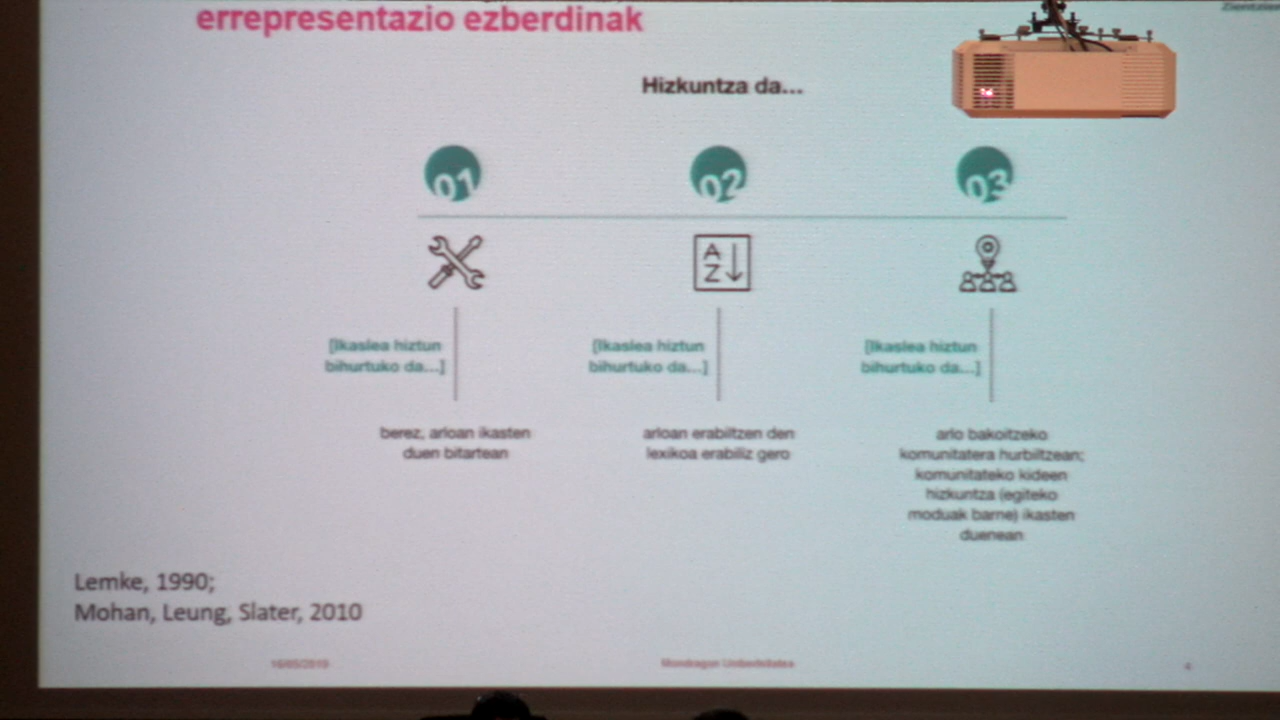 errepresentazio ezberdinak
Hizkuntza da...
01
02
03
A
Z
[Ikaslea hiztun
bihurtuko da...]
[Ikaslea hiztun
bihurtuko da...]
[Ikaslea hiztun
bihurtuko da...]
berez, arloan ikasten
duen bitartean
arloan erabiltzen den
lexikoa erabiliz gero
arlo bakoitzeko
komunitatera hurbiltzean;
komunitateko kideen
hizkuntza (egiteko
moduak barne) ikasten
duenean
Lemke, 1990;
Mohan, Leung, Slater, 2010
Mondragon Unibertsitatea
4